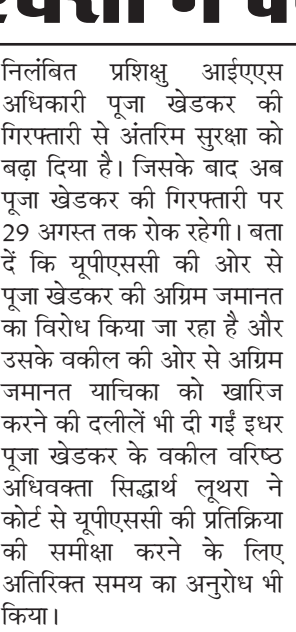 निलंबित प्रशिक्षु आईएएस
अधिकारी पूजा खेडकर की
गिरफ्तारी से अंतरिम सुरक्षा को
बढ़ा दिया है। जिसके बाद अब
पूजा खेडकर की गिरफ्तारी पर
29 अगस्त तक रोक रहेगी। बता
दें कि यूपीएससी की ओर से
पूजा खेडकर की अग्रिम जमानत
का विरोध किया जा रहा है और
उसके वकील की ओर से अग्रिम
जमानत याचिका को खारिज
करने की दलीलें भी दी गईं इधर
पूजा खेडकर के वकील वरिष्ठ
अधिवक्ता सिद्धार्थ लूथरा ने
कोर्ट से यूपीएससी की प्रतिक्रिया
की समीक्षा करने के लिए
अतिरिक्त समय का अनुरोध भी
किया।